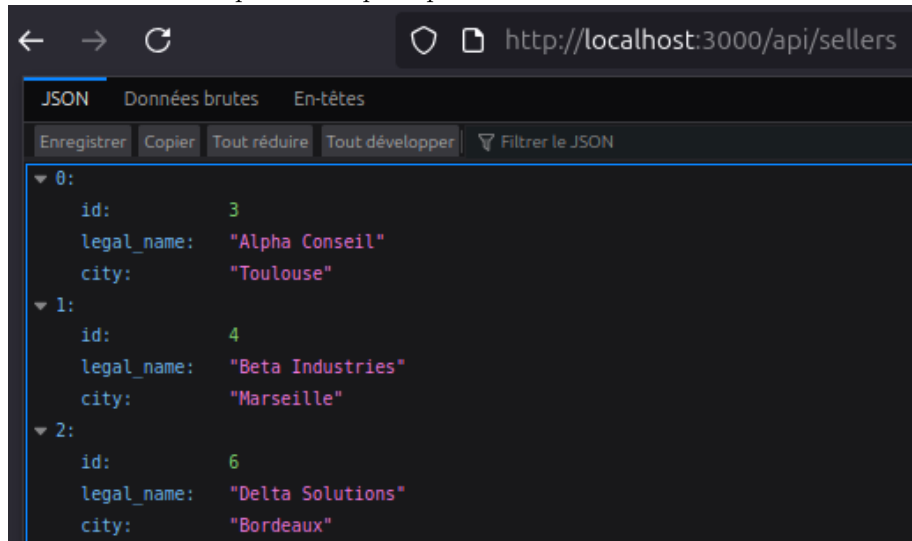 http://localhost:3000/api/sellers
JSON Données brutes En-têtes
Enregistrer Copier Tout réduire Tout développer Filtrer le JSON
0:
id: 3
legal_name: "Alpha Conseil"
city: "Toulouse"
1:
id: 4
legal_name: "Beta Industries"
city: "Marseille"
2:
id: 6
legal_name: "Delta Solutions"
city: "Bordeaux"